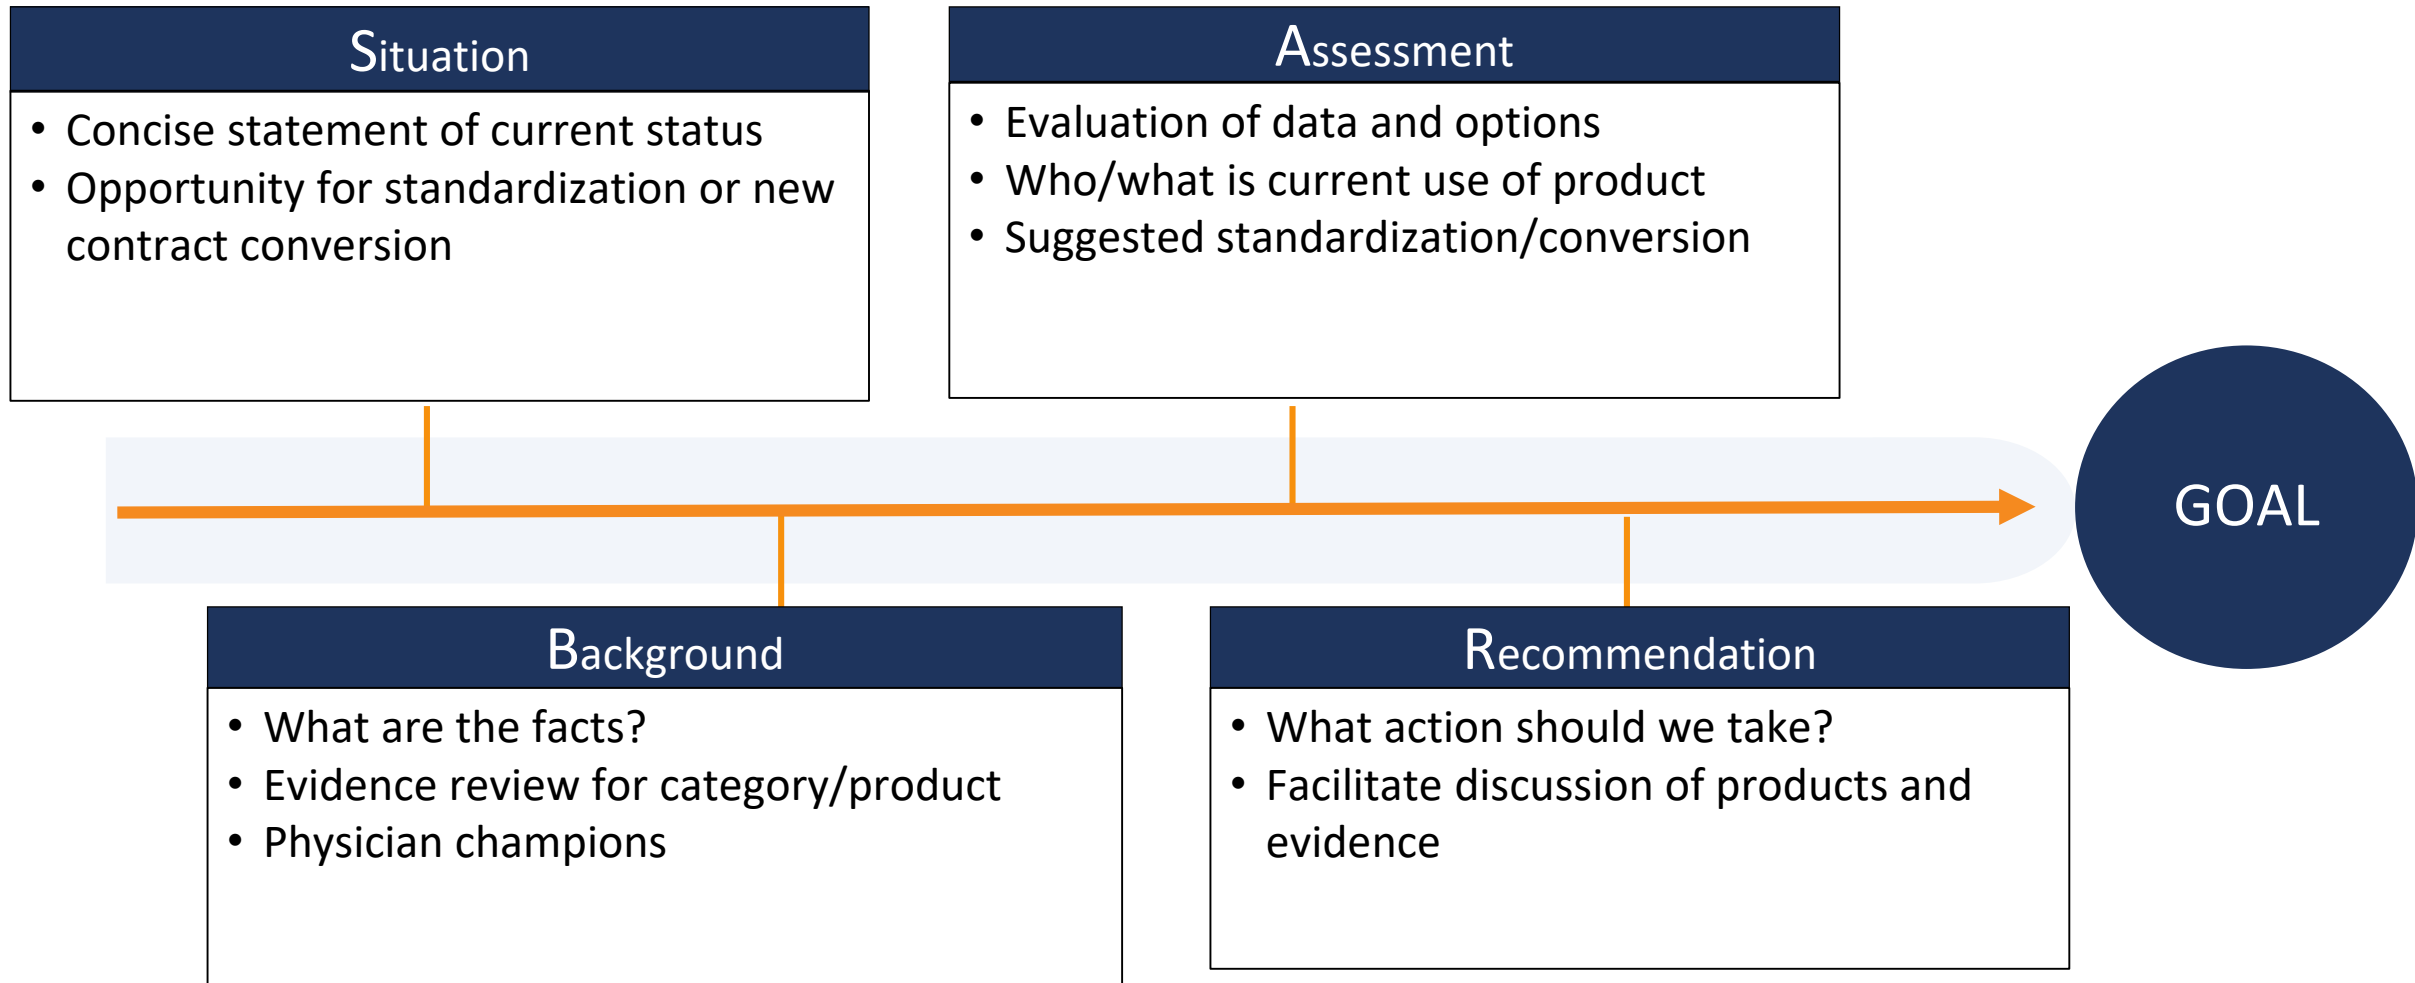 Situation
• Concise statement of current status
• Opportunity for standardization or new
contract conversion
Background
• What are the facts?
• Evidence review for category/product
• Physician champions
Assessment
• Evaluation of data and options
• Who/what is current use of product
• Suggested standardization/conversion
Recommendation
• What action should we take?
• Facilitate discussion of products and
evidence
GOAL